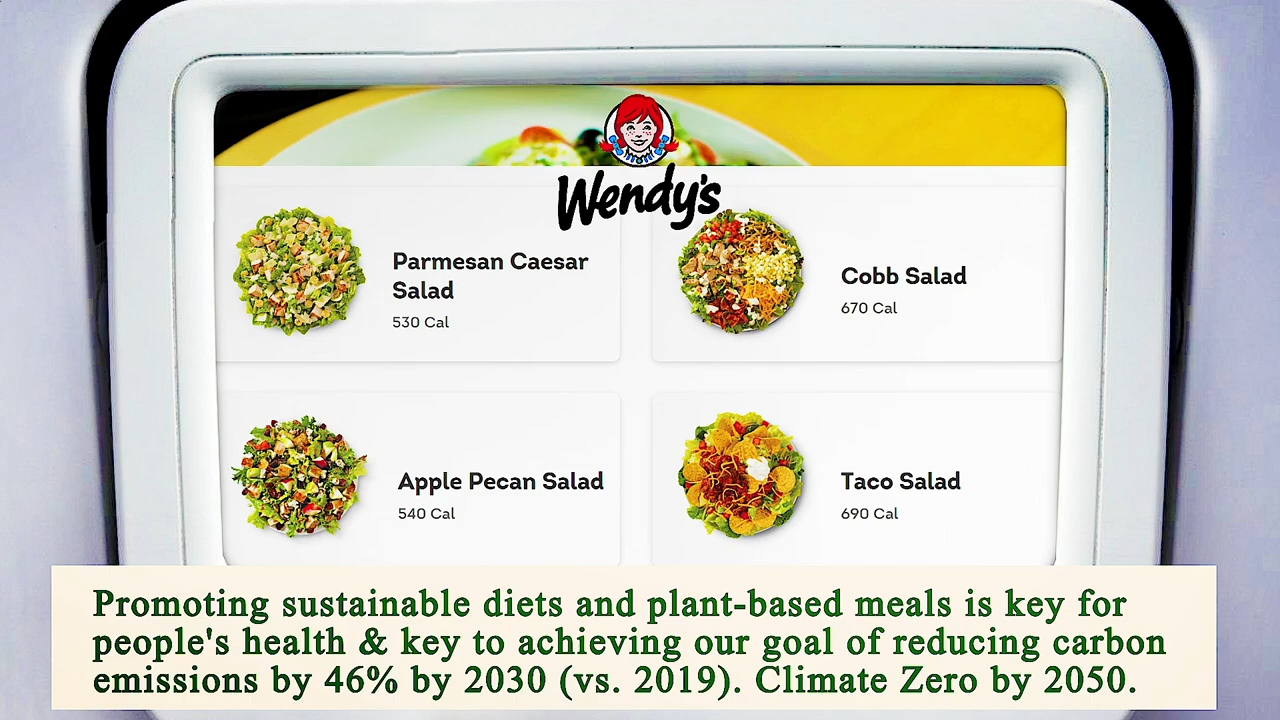 Wendy's
Parmesan Caesar
Salad
530 Cal
Cobb Salad
670 Cal
Apple Pecan Salad
540 Cal
Taco Salad
690 Cal
Promoting sustainable diets and plant-based meals is key for
people's health & key to achieving our goal of reducing carbon
emissions by 46% by 2030 (vs. 2019). Climate Zero by 2050.